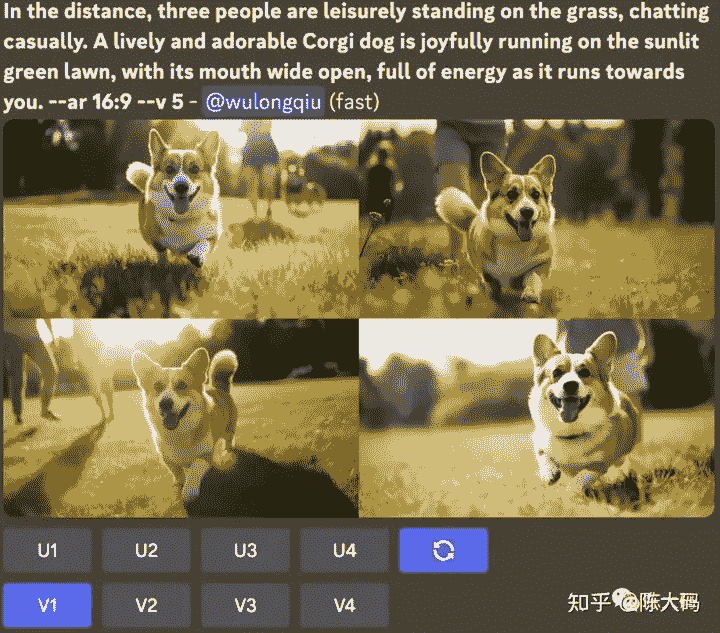 In the distance, three people are leisurely standing on the grass, chatting
casually. A lively and adorable Corgi dog is joyfully running on the sunlit
green lawn, with its mouth wide open, full of energy as it runs towards
you. --ar 16:9 --v 5 - @wulongqiu (fast)
U1 U2 U3 U4
V1 V2 V3 V4
知乎 @陈大码